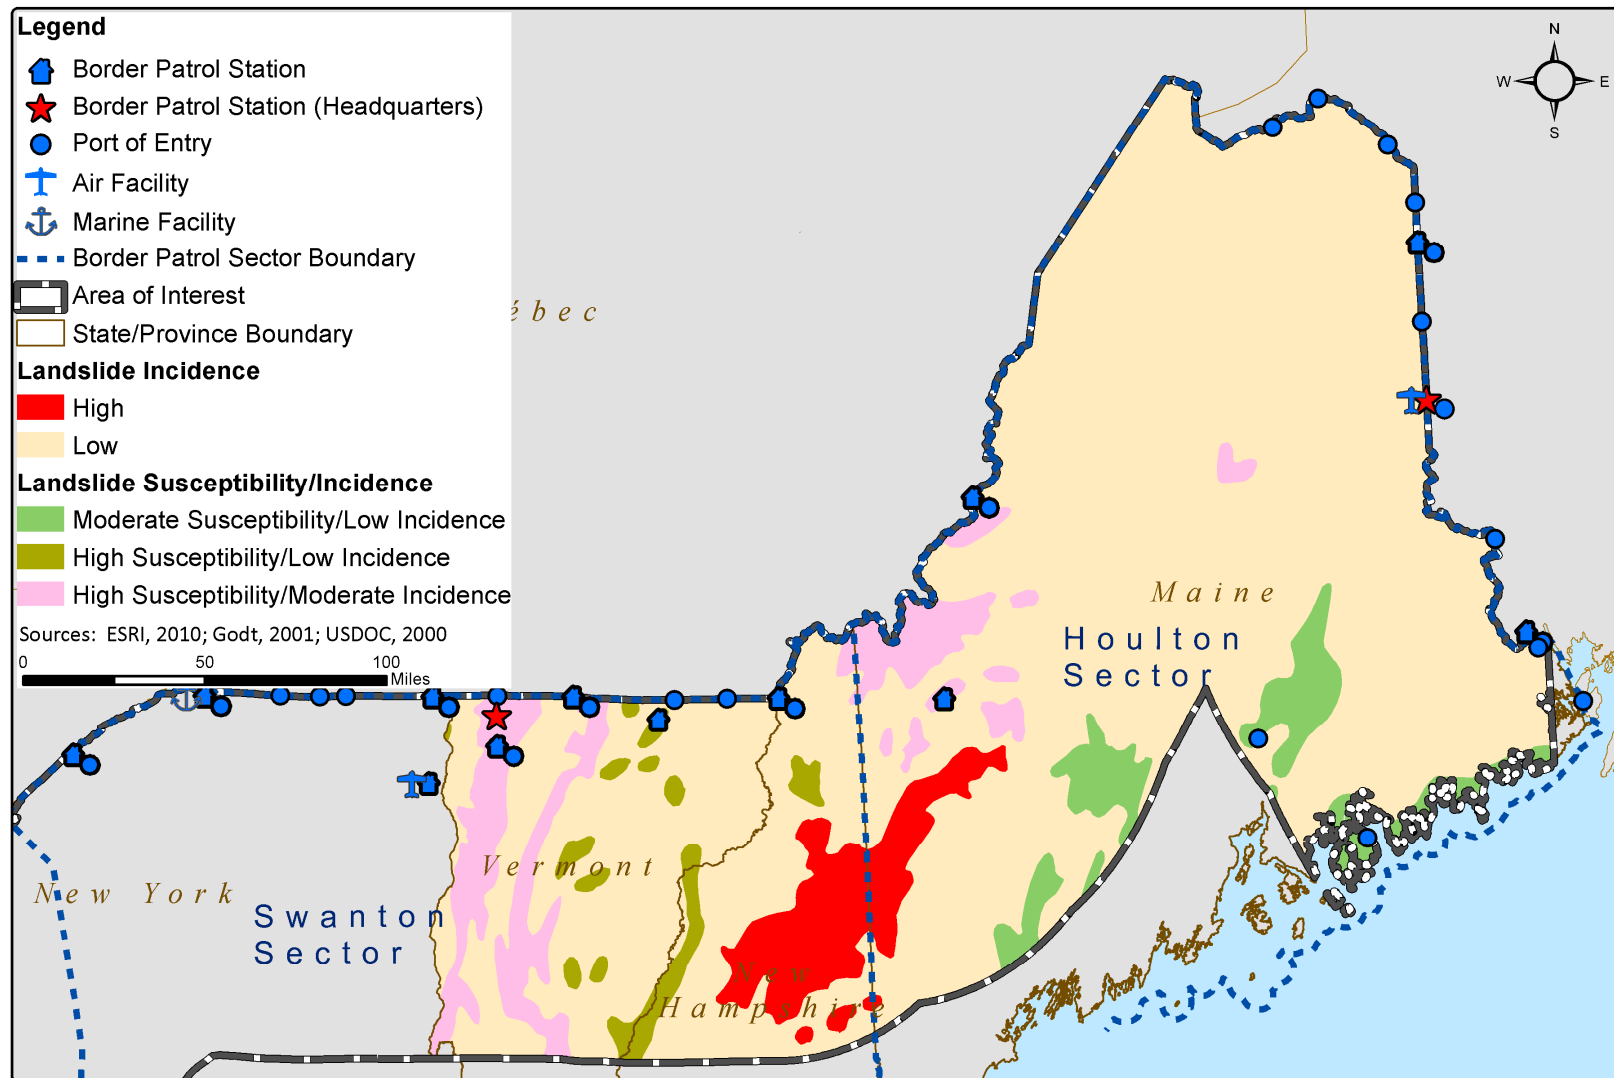 Legend
Border Patrol Station
Border Patrol Station (Headquarters)
Port of Entry
Air Facility
Marine Facility
Border Patrol Sector Boundary
Area of Interest
State/Province Boundary
Landslide Incidence
High
Low
Landslide Susceptibility/Incidence
Moderate Susceptibility/Low Incidence
High Susceptibility/Low Incidence
High Susceptibility/Moderate Incidence
Sources: ESRI, 2010; Godt, 2001; USDOC, 2000
0 50 100
Miles
N
W E
S
ébec
Maine
Houlton
Sector
Vermont
New York
Swanton
Sector
New
Hampshire